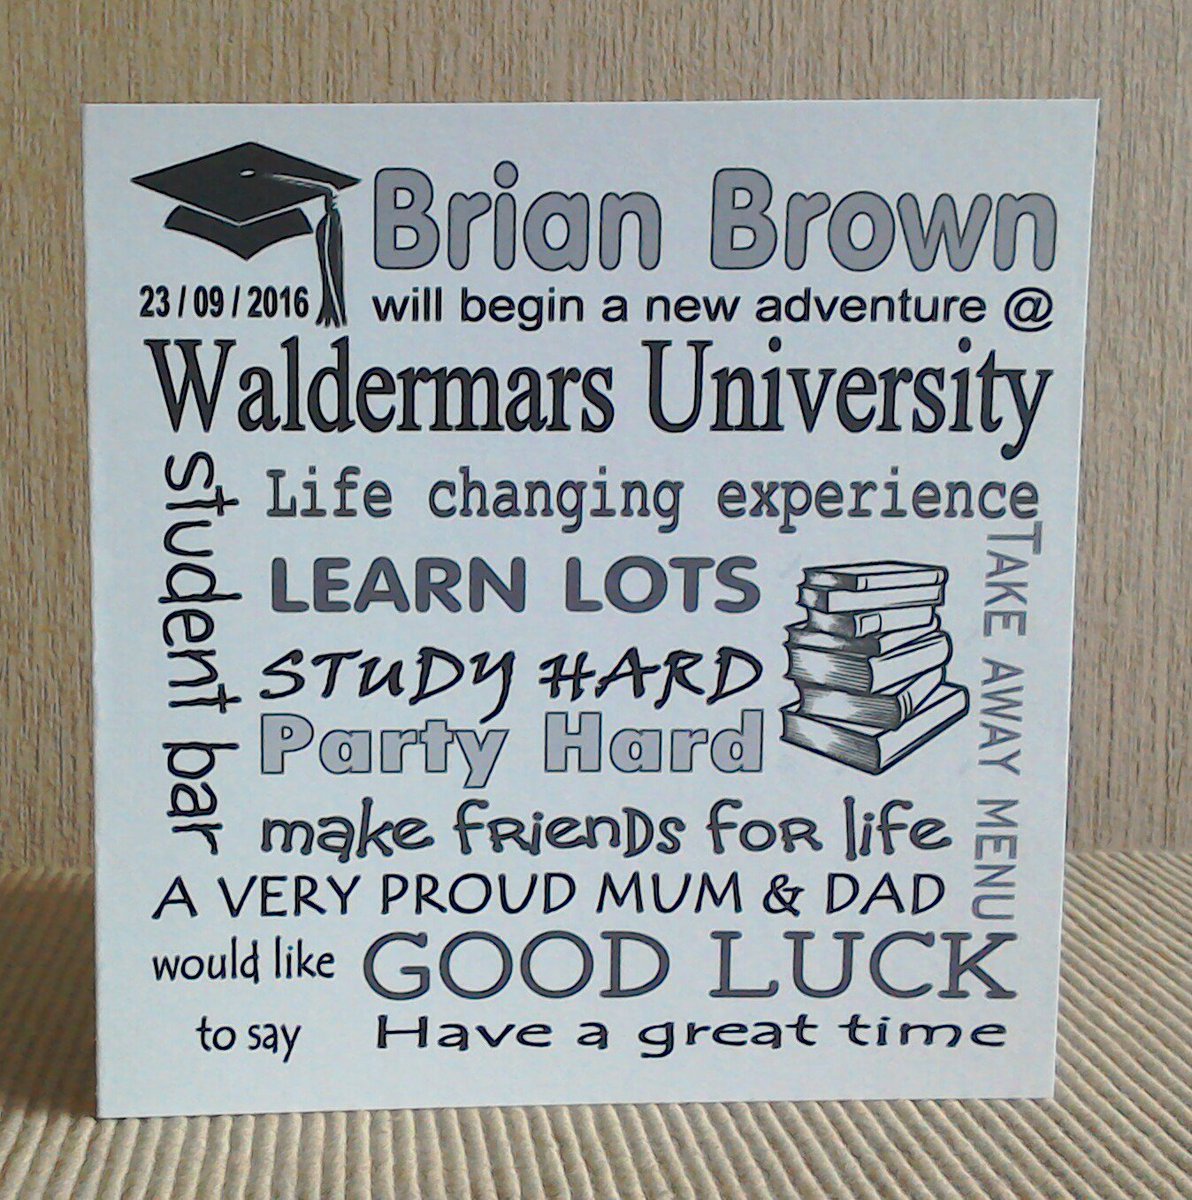 Brian Brown
23 / 09 / 2016
will begin a new adventure @
Waldermars University
student bar
Life changing experience
LEARN LOTS
STUDY HARD
Party Hard
TAKE AWAY MENU
make friends for life
A VERY PROUD MUM & DAD
would like
to say
GOOD LUCK
Have a great time